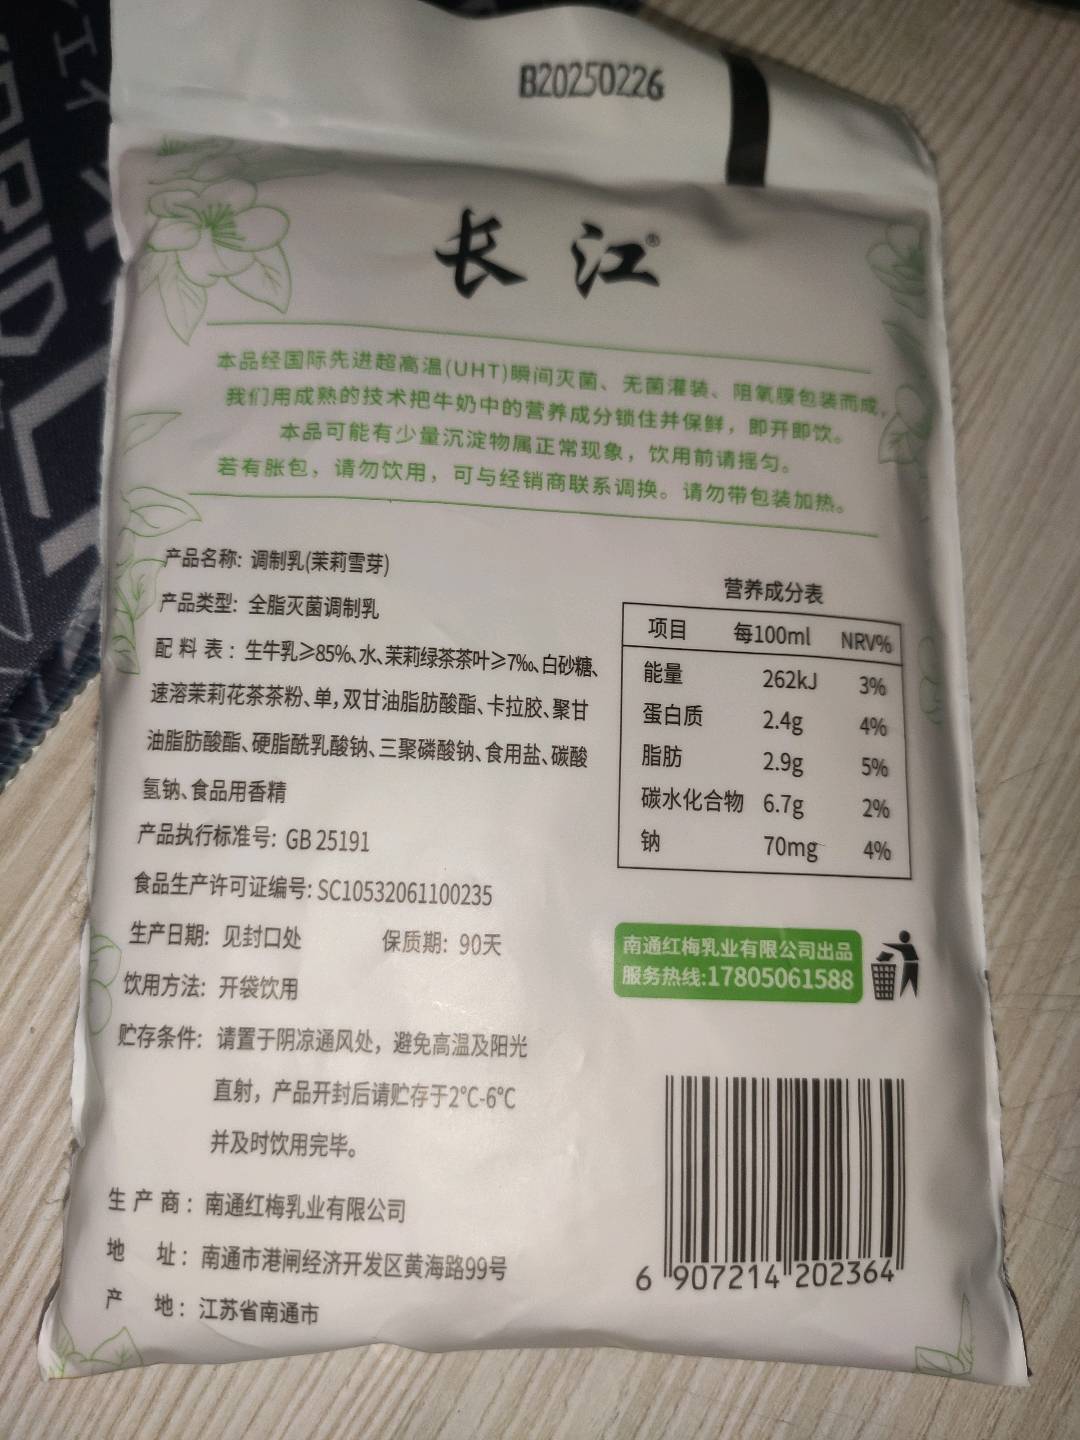 B20250226
长江®
本品经国际先进超高温(UHT)瞬间灭菌、无菌灌装、阻氧膜包装而成,
我们用成熟的技术把牛奶中的营养成分锁住并保鲜，即开即饮。
本品可能有少量沉淀物属正常现象，饮用前请摇匀。
若有胀包，请勿饮用，可与经销商联系调换。请勿带包装加热。
产品名称: 调制乳(茉莉雪芽)
产品类型: 全脂灭菌调制乳
配料表: 生牛乳≥85%、水、茉莉绿茶茶叶≥7‰、白砂糖、
速溶茉莉花茶茶粉、单,双甘油脂肪酸酯、卡拉胶、聚甘
油脂肪酸酯、硬脂酰乳酸钠、三聚磷酸钠、食用盐、碳酸
氢钠、食品用香精
产品执行标准号: GB 25191
食品生产许可证编号: SC10532061100235
生产日期: 见封口处 保质期: 90天
饮用方法: 开袋饮用
贮存条件: 请置于阴凉通风处，避免高温及阳光
直射，产品开封后请贮存于2°C-6°C
并及时饮用完毕。
生产商: 南通红梅乳业有限公司
地址: 南通市港闸经济开发区黄海路99号
产地: 江苏省南通市
营养成分表
项目 每100ml NRV%
能量 262kJ 3%
蛋白质 2.4g 4%
脂肪 2.9g 5%
碳水化合物 6.7g 2%
钠 70mg 4%
南通红梅乳业有限公司出品
服务热线:17805061588
6 907214 202364